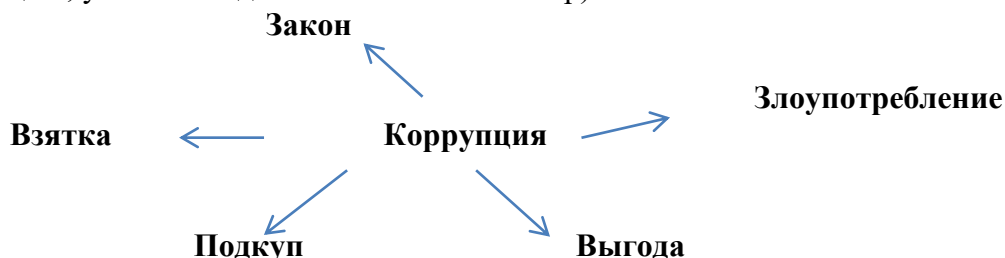 Закон
Злоупотребление
Взятка Коррупция
Подкуп Выгода